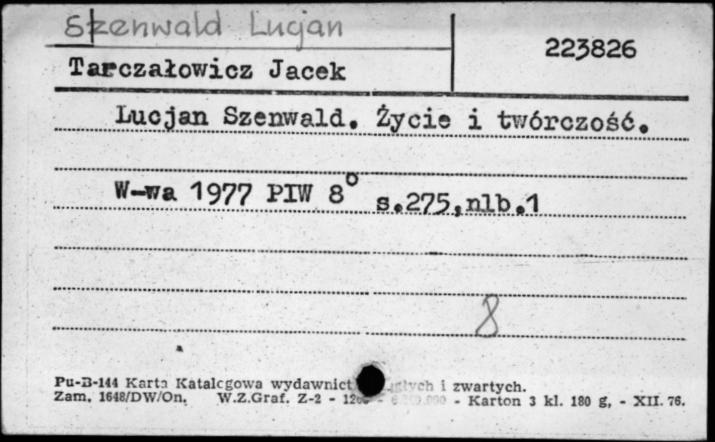 Szenwald Lucjan
223826
Tarczałowicz Jacek
Lucjan Szenwald. Życie i twórczość.
W-wa 1977 PIW 8° s.275,nlb.1
8
Pu-B-144 Karta Katalogowa wydawnict i zwartych.
Zam. 1648/DW/On. W.Z.Graf. Z-2 - - Karton 3 kl. 180 g, - XII. 76.